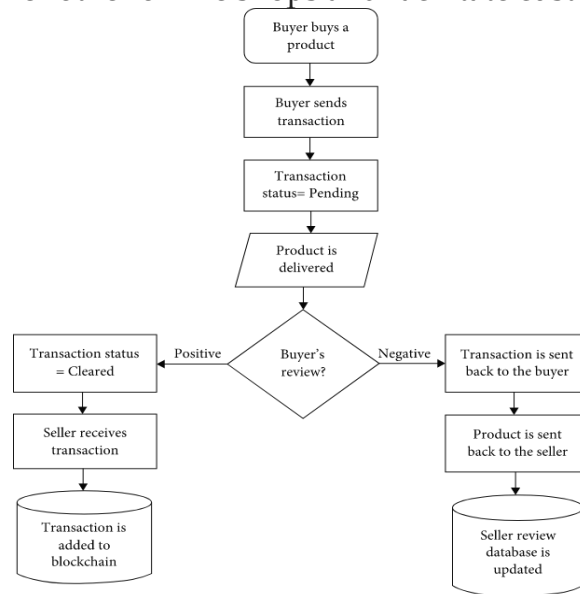 Buyer buys a
product
Buyer sends
transaction
Transaction
status= Pending
Product is
delivered
Buyer's
review?
Positive
Negative
Transaction status
= Cleared
Seller receives
transaction
Transaction is
added to
blockchain
Transaction is sent
back to the buyer
Product is sent
back to the seller
Seller review
database is
updated